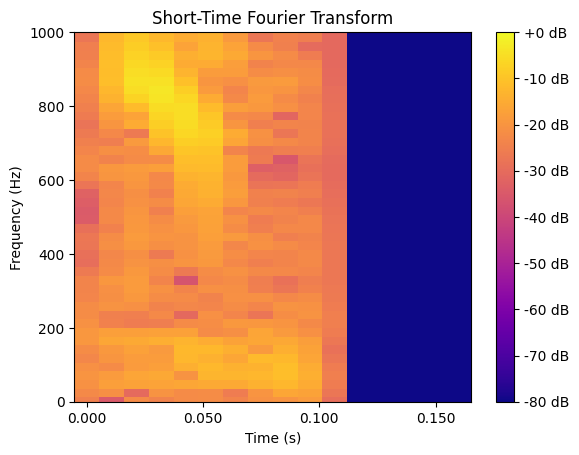 Short-Time Fourier Transform
1000
800
600
400
200
0
Frequency (Hz)
0.000
0.050
0.100
0.150
Time (s)
+0 dB
-10 dB
-20 dB
-30 dB
-40 dB
-50 dB
-60 dB
-70 dB
-80 dB